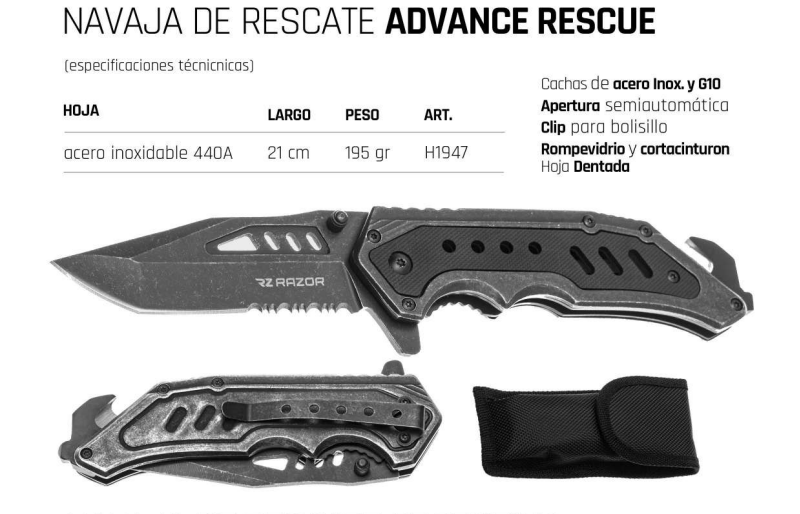 NAVAJA DE RESCATE ADVANCE RESCUE
(especificaciones técnicnicas)
HOJA LARGO PESO ART.
acero inoxidable 440A 21 cm 195 gr H1947
Cachas de acero Inox. y G10
Apertura semiautomática
Clip para bolisillo
Rompevidrio y cortacinturon
Hoja Dentada
RZ RAZOR